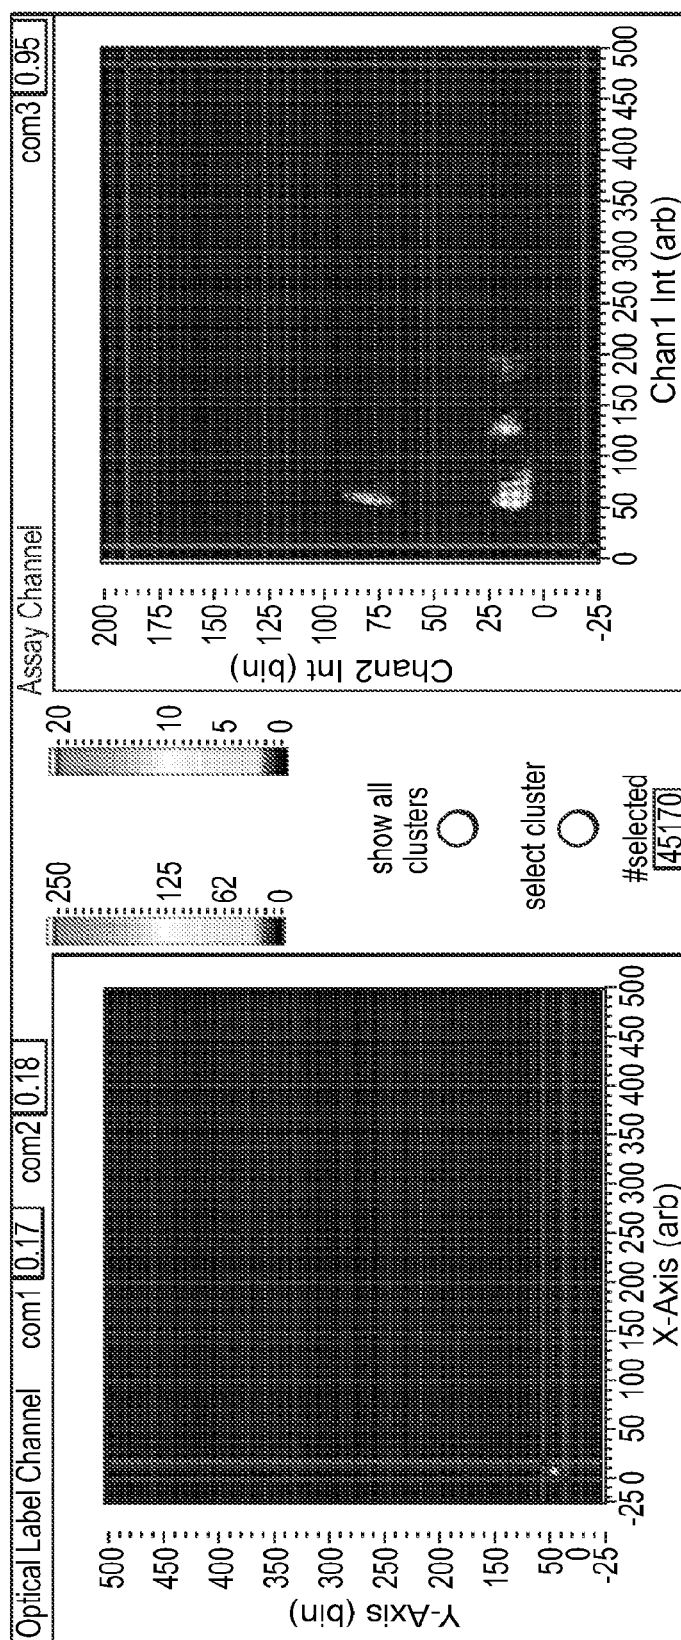 Optical Label Channel com1 0.17 com2 0.18
Y-Axis (bin)
500
450
400
350
300
250
200
150
100
50
0
-25
-25 0 50 100 150 200 250 300 350 400 450 500
X-Axis (arb)
250
125
62
0
20
10
5
0
show all
clusters
select cluster
#selected
45170
Assay Channel com3 0.95
Chan2 Int (bin)
200
175
150
125
100
75
50
25
0
-25
0 50 100 150 200 250 300 350 400 450 500
Chan1 Int (arb)